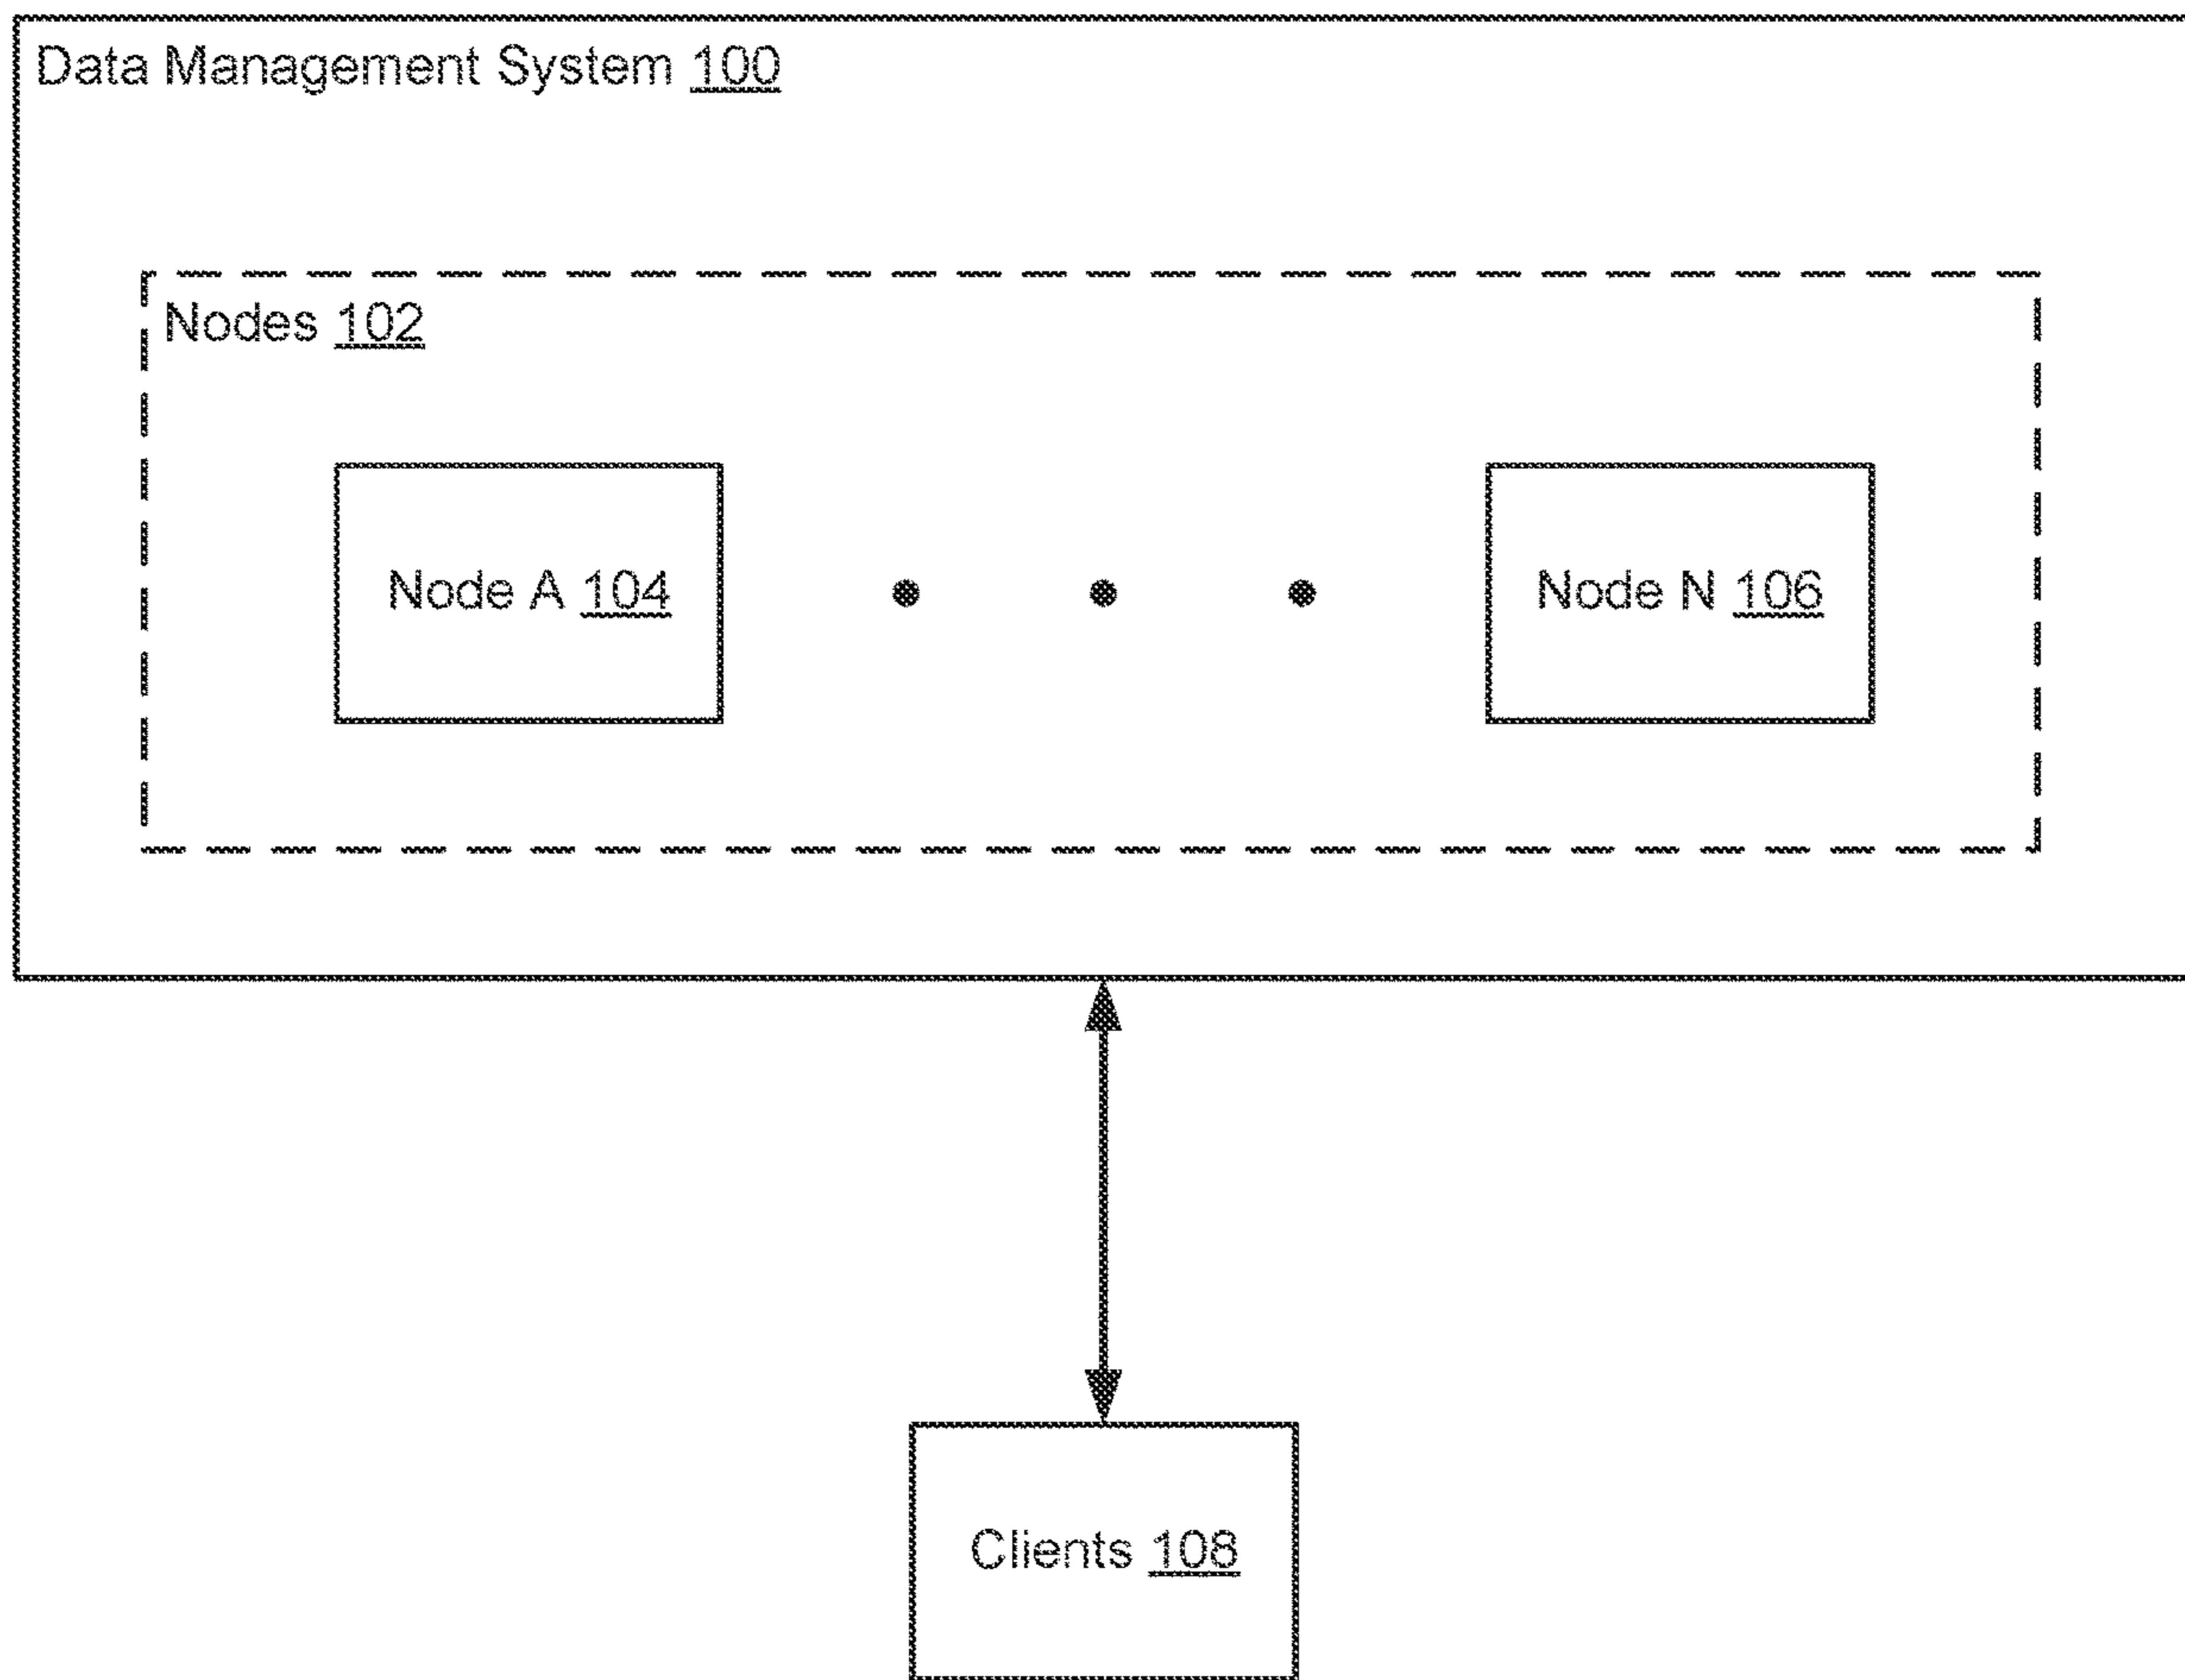 Data Management System 100
Nodes 102
Node A 104
Node N 106
Clients 108